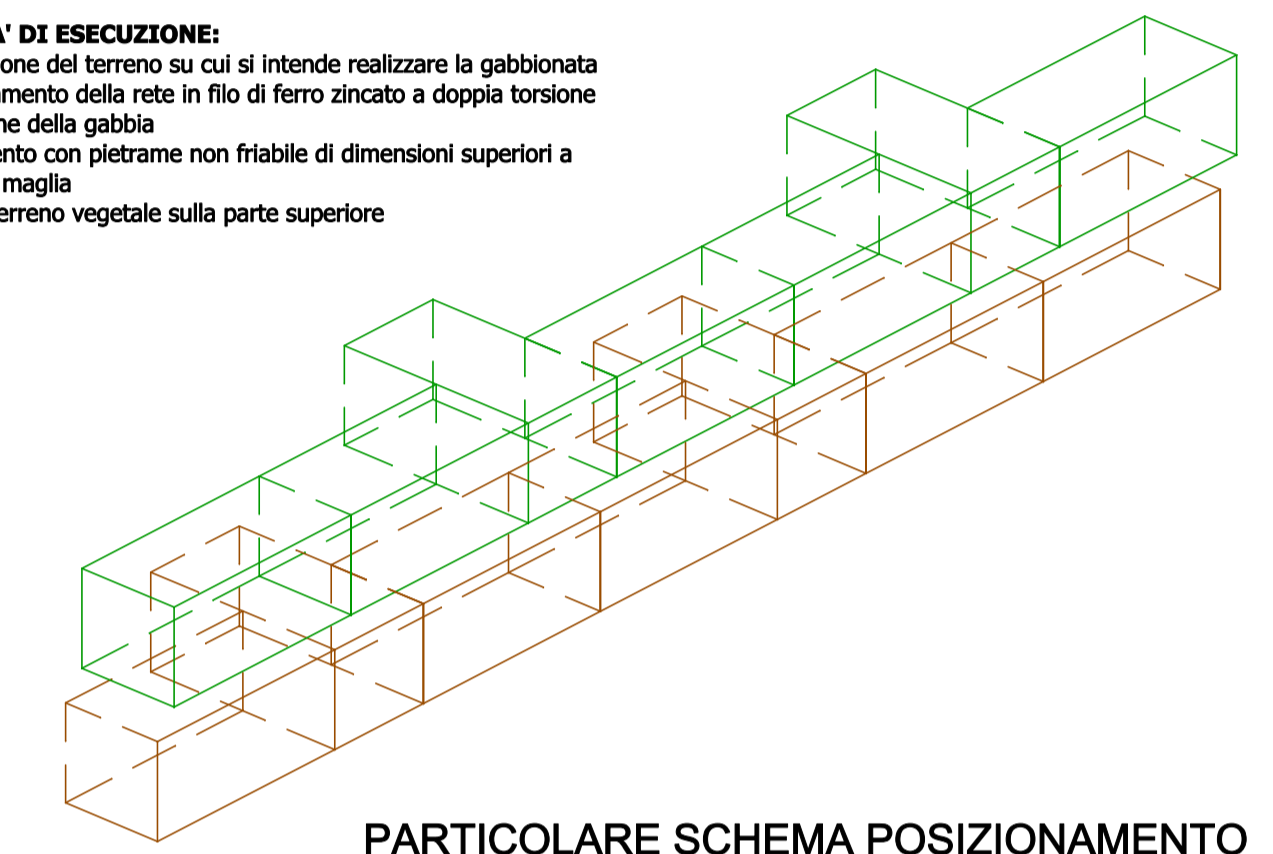 A' DI ESECUZIONE:
one del terreno su cui si intende realizzare la gabbionata
mento della rete in filo di ferro zincato a doppia torsione
ne della gabbia
ento con pietrame non friabile di dimensioni superiori a
maglia
erreno vegetale sulla parte superiore
PARTICOLARE SCHEMA POSIZIONAMENTO